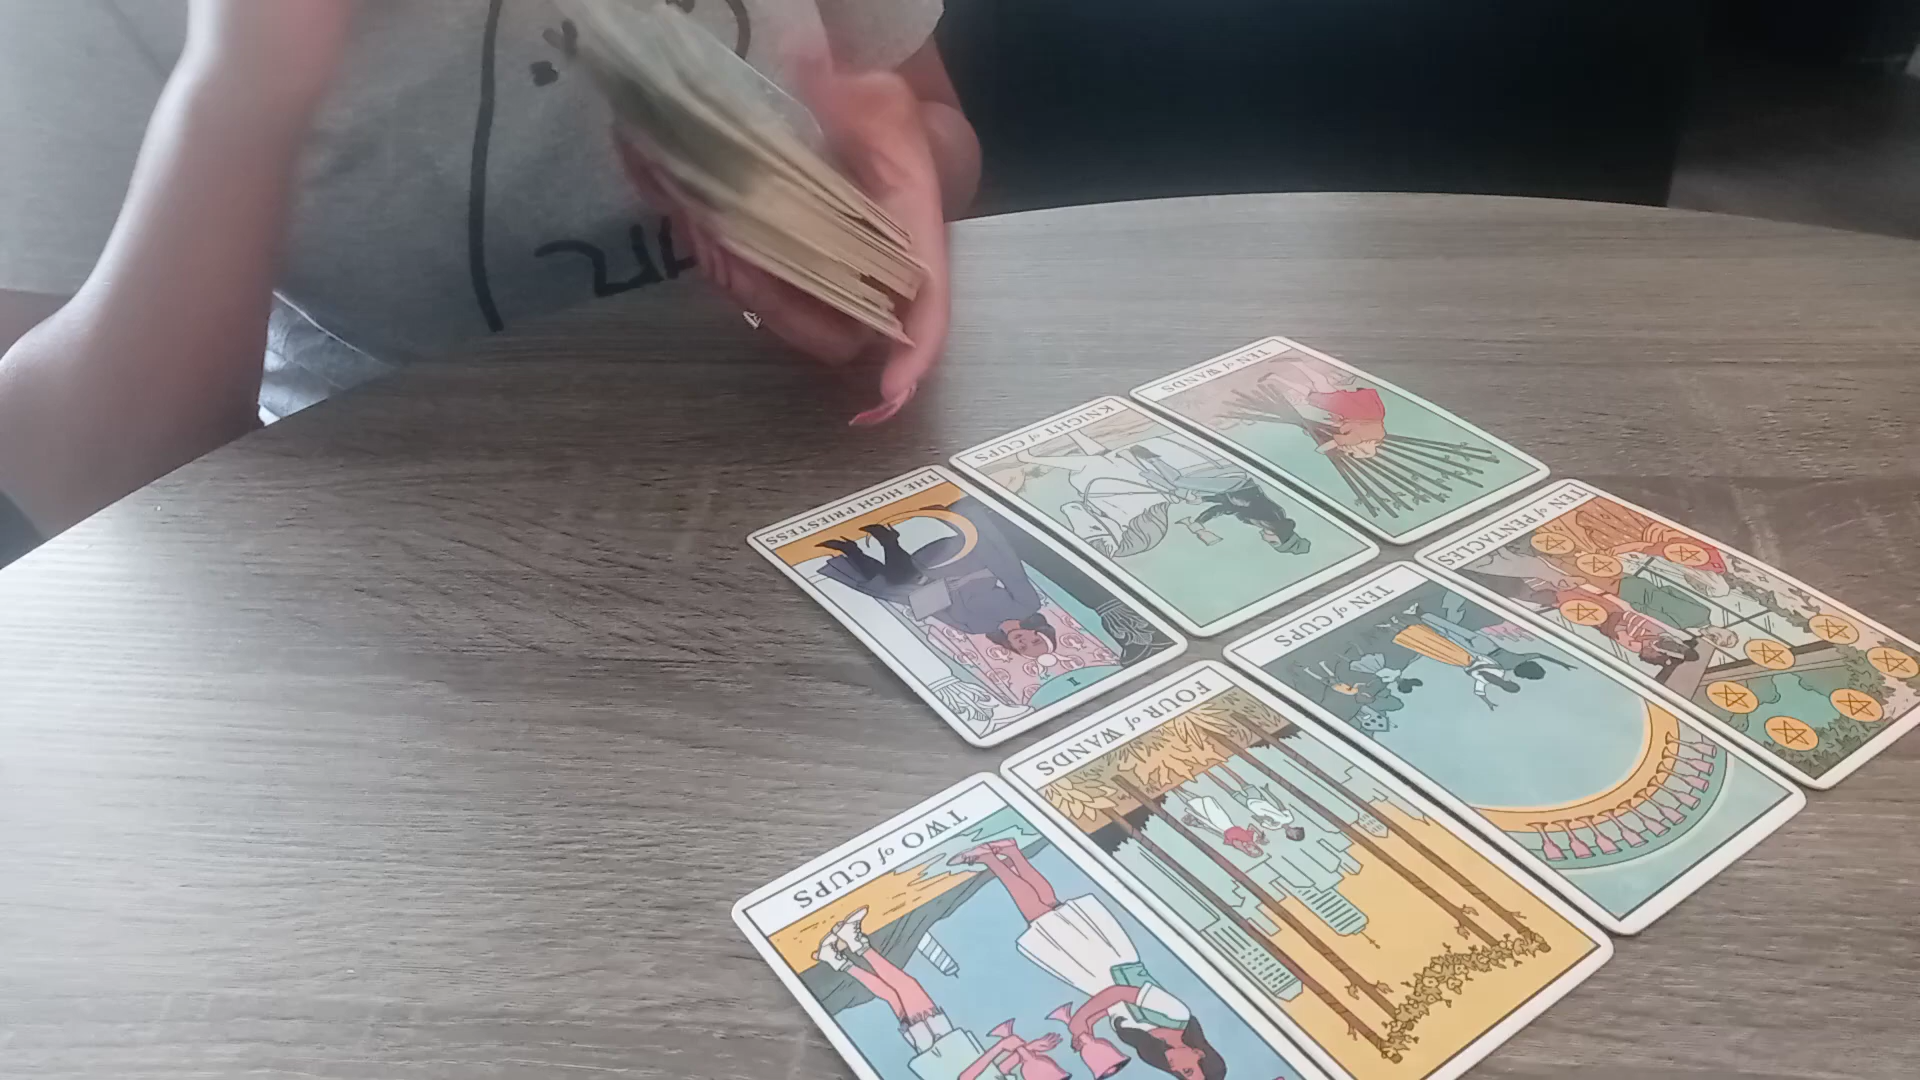 TEN of WANDS
KNIGHT of CUPS
THE HIGH PRIESTESS
II
TEN of PENTACLES
TEN of CUPS
FOUR of WANDS
TWO of CUPS